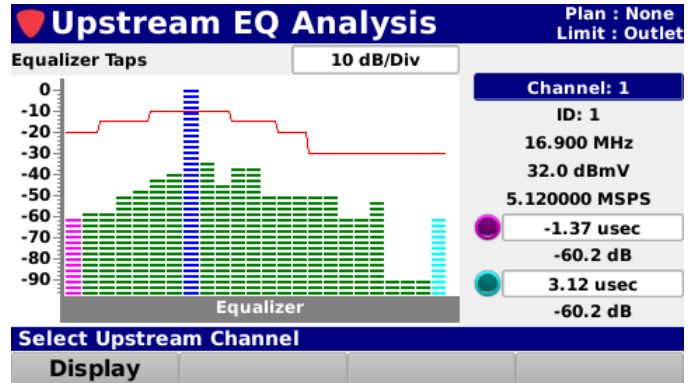 Upstream EQ Analysis
Plan : None
Limit : Outlet
Equalizer Taps
10 dB/Div
0
-10
-20
-30
-40
-50
-60
-70
-80
-90
Equalizer
Channel: 1
ID: 1
16.900 MHz
32.0 dBmV
5.120000 MSPS
-1.37 usec
-60.2 dB
3.12 usec
-60.2 dB
Select Upstream Channel
Display